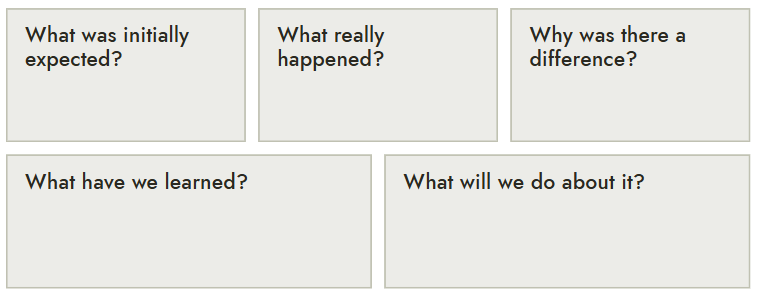 What was initially
expected?
What really
happened?
Why was there a
difference?
What have we learned?
What will we do about it?